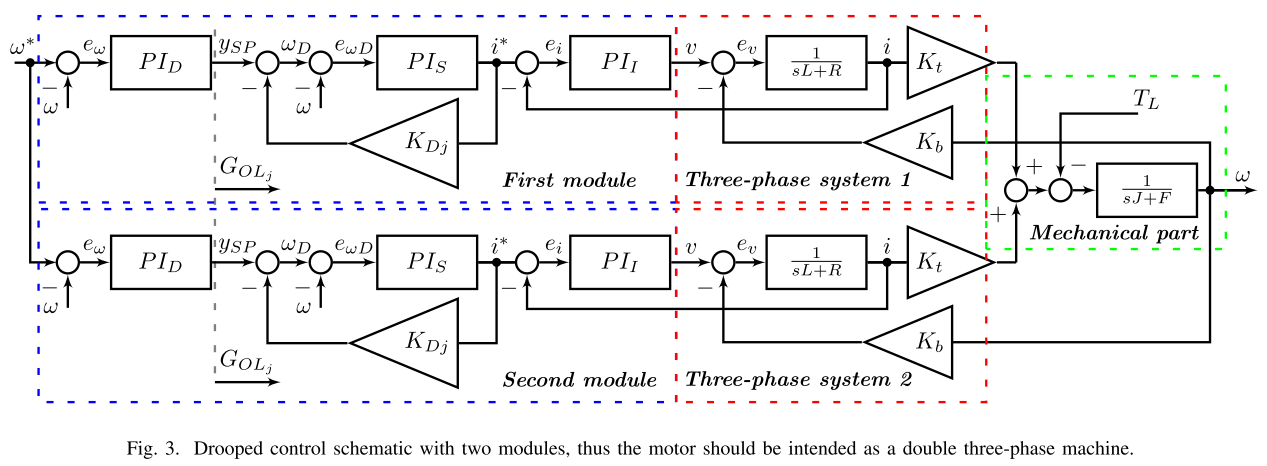 ω* e_ω PI_D y_SP ω_D e_ωD PI_S i* e_i PI_I v e_v 1/(sL+R) i K_t
− ω − − ω − −
K_Dj K_b T_L
G_OLj
First module Three-phase system 1
+ − 1/(sJ+F) ω
+ Mechanical part
e_ω PI_D y_SP ω_D e_ωD PI_S i* e_i PI_I v e_v 1/(sL+R) i K_t
− ω − − ω − −
K_Dj K_b
G_OLj
Second module Three-phase system 2
Fig. 3. Drooped control schematic with two modules, thus the motor should be intended as a double three-phase machine.